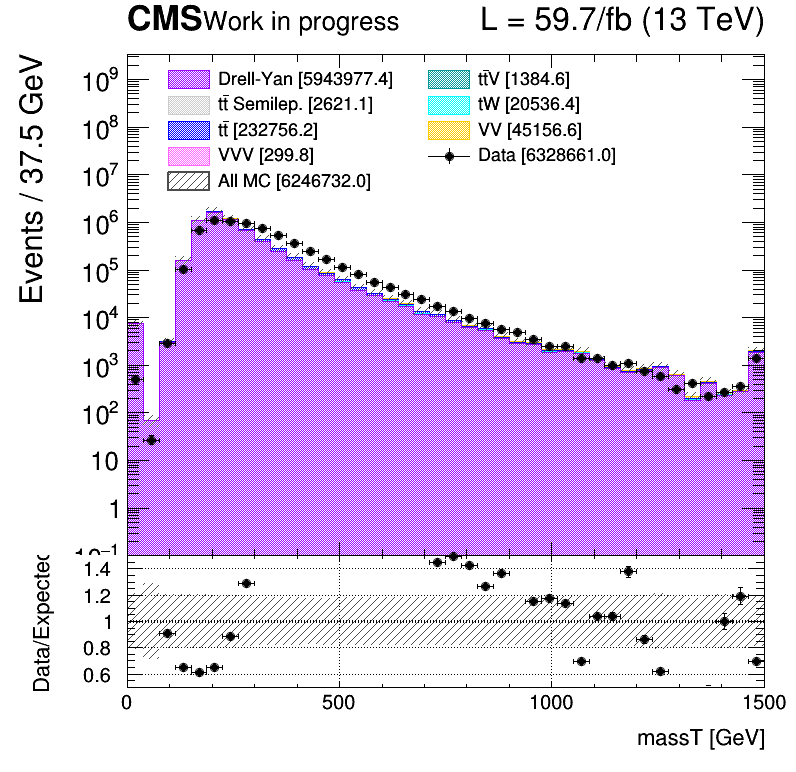 CMS Work in progress L = 59.7/fb (13 TeV)
Events / 37.5 GeV
10⁹
10⁸
10⁷
10⁶
10⁵
10⁴
10³
10²
10
1
10⁻¹
Drell-Yan [5943977.4]
tt̄ Semilep. [2621.1]
tt̄ [232756.2]
VVV [299.8]
All MC [6246732.0]
tt̄V [1384.6]
tW [20536.4]
VV [45156.6]
Data [6328661.0]
Data/Expected
1.4
1.2
1
0.8
0.6
0 500 1000 1500
massT [GeV]